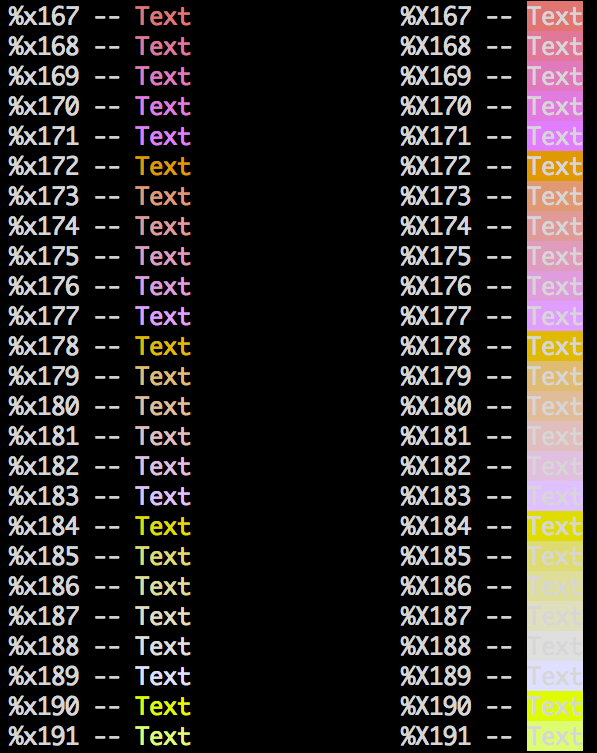 %x167 -- Text %X167 -- Text
%x168 -- Text %X168 -- Text
%x169 -- Text %X169 -- Text
%x170 -- Text %X170 -- Text
%x171 -- Text %X171 -- Text
%x172 -- Text %X172 -- Text
%x173 -- Text %X173 -- Text
%x174 -- Text %X174 -- Text
%x175 -- Text %X175 -- Text
%x176 -- Text %X176 -- Text
%x177 -- Text %X177 -- Text
%x178 -- Text %X178 -- Text
%x179 -- Text %X179 -- Text
%x180 -- Text %X180 -- Text
%x181 -- Text %X181 -- Text
%x182 -- Text %X182 -- Text
%x183 -- Text %X183 -- Text
%x184 -- Text %X184 -- Text
%x185 -- Text %X185 -- Text
%x186 -- Text %X186 -- Text
%x187 -- Text %X187 -- Text
%x188 -- Text %X188 -- Text
%x189 -- Text %X189 -- Text
%x190 -- Text %X190 -- Text
%x191 -- Text %X191 -- Text